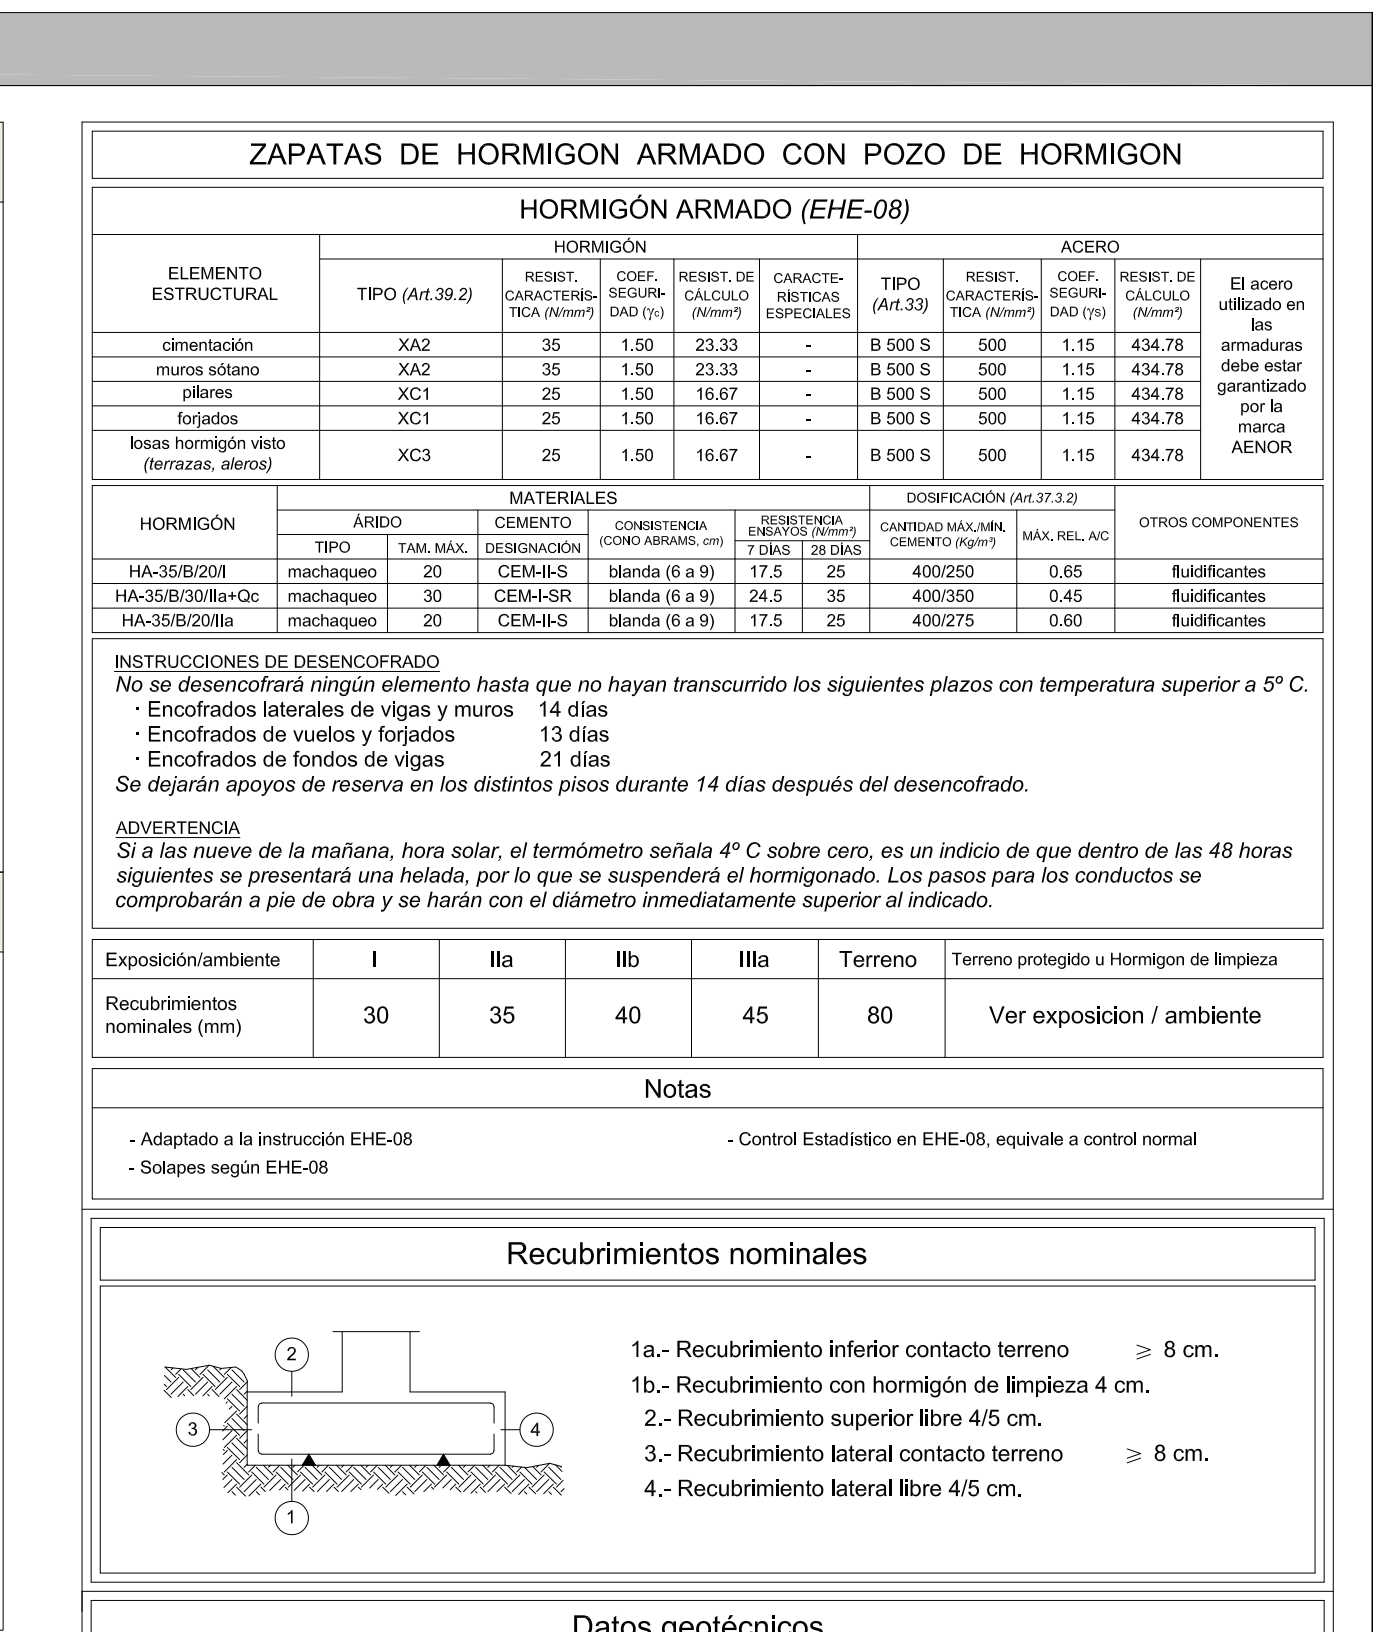 ZAPATAS DE HORMIGON ARMADO CON POZO DE HORMIGON
HORMIGÓN ARMADO (EHE-08)
ELEMENTO ESTRUCTURAL
HORMIGÓN
ACERO
TIPO (Art.39.2)
RESIST. CARACTERÍS-TICA (N/mm²)
COEF. SEGURI-DAD (γc)
RESIST. DE CÁLCULO (N/mm²)
CARACTE-RÍSTICAS ESPECIALES
TIPO (Art.33)
RESIST. CARACTERÍS-TICA (N/mm²)
COEF. SEGURI-DAD (γs)
RESIST. DE CÁLCULO (N/mm²)
El acero utilizado en las armaduras debe estar garantizado por la marca AENOR
cimentación XA2 35 1.50 23.33 - B 500 S 500 1.15 434.78
muros sótano XA2 35 1.50 23.33 - B 500 S 500 1.15 434.78
pilares XC1 25 1.50 16.67 - B 500 S 500 1.15 434.78
forjados XC1 25 1.50 16.67 - B 500 S 500 1.15 434.78
losas hormigón visto (terrazas, aleros) XC3 25 1.50 16.67 - B 500 S 500 1.15 434.78
HORMIGÓN
MATERIALES
DOSIFICACIÓN (Art.37.3.2)
OTROS COMPONENTES
ÁRIDO
CEMENTO
CONSISTENCIA (CONO ABRAMS, cm)
RESISTENCIA ENSAYOS (N/mm²)
CANTIDAD MÁX./MÍN. CEMENTO (Kg/m³)
MÁX. REL. A/C
TIPO TAM. MÁX. DESIGNACIÓN 7 DÍAS 28 DÍAS
HA-35/B/20/I machaqueo 20 CEM-II-S blanda (6 a 9) 17.5 25 400/250 0.65 fluidificantes
HA-35/B/30/IIa+Qc machaqueo 30 CEM-I-SR blanda (6 a 9) 24.5 35 400/350 0.45 fluidificantes
HA-35/B/20/IIa machaqueo 20 CEM-II-S blanda (6 a 9) 17.5 25 400/275 0.60 fluidificantes
INSTRUCCIONES DE DESENCOFRADO
No se desencofrará ningún elemento hasta que no hayan transcurrido los siguientes plazos con temperatura superior a 5º C.
· Encofrados laterales de vigas y muros 14 días
· Encofrados de vuelos y forjados 13 días
· Encofrados de fondos de vigas 21 días
Se dejarán apoyos de reserva en los distintos pisos durante 14 días después del desencofrado.
ADVERTENCIA
Si a las nueve de la mañana, hora solar, el termómetro señala 4º C sobre cero, es un indicio de que dentro de las 48 horas
siguientes se presentará una helada, por lo que se suspenderá el hormigonado. Los pasos para los conductos se
comprobarán a pie de obra y se harán con el diámetro inmediatamente superior al indicado.
Exposición/ambiente I IIa IIb IIIa Terreno Terreno protegido u Hormigon de limpieza
Recubrimientos nominales (mm) 30 35 40 45 80 Ver exposicion / ambiente
Notas
- Adaptado a la instrucción EHE-08
- Control Estadístico en EHE-08, equivale a control normal
- Solapes según EHE-08
Recubrimientos nominales
2
3
4
1
1a.- Recubrimiento inferior contacto terreno ⩾ 8 cm.
1b.- Recubrimiento con hormigón de limpieza 4 cm.
2.- Recubrimiento superior libre 4/5 cm.
3.- Recubrimiento lateral contacto terreno ⩾ 8 cm.
4.- Recubrimiento lateral libre 4/5 cm.
Datos geotécnicos